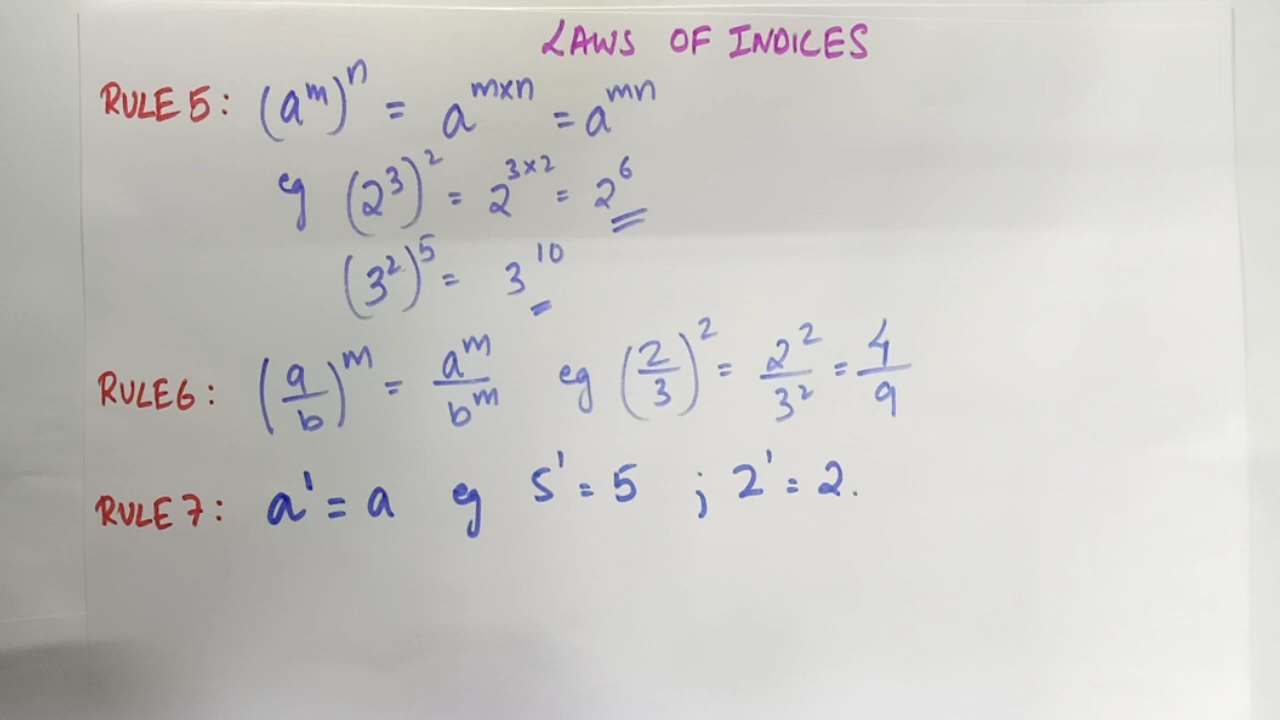 LAWS OF INDICES
RULE 5: (a^m)^n = a^{m×n} = a^{mn}
eg (2^3)^2 = 2^{3×2} = 2^6
(3^2)^5 = 3^{10}
RULE 6: (a/b)^m = a^m/b^m eg (2/3)^2 = 2^2/3^2 = 4/9
RULE 7: a^1 = a eg 5^1 = 5 ; 2^1 = 2.